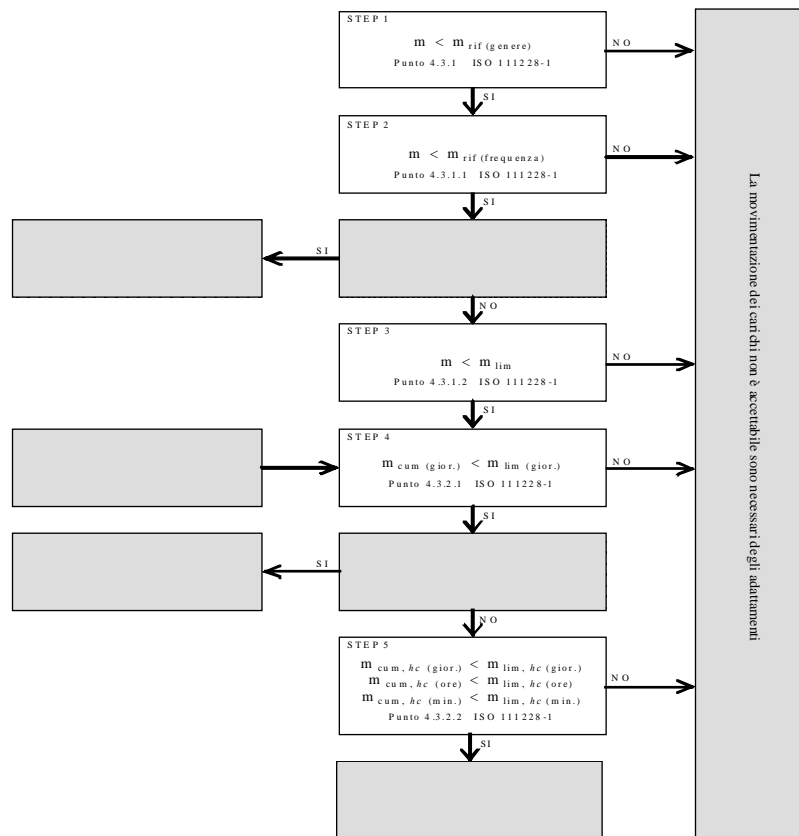 STEP 1
m < m rif (genere)
Punto 4.3.1 ISO 111228-1
NO
SI
STEP 2
m < m rif (frequenza)
Punto 4.3.1.1 ISO 111228-1
NO
SI
SI
NO
STEP 3
m < m lim
Punto 4.3.1.2 ISO 111228-1
NO
SI
STEP 4
m cum (gior.) < m lim (gior.)
Punto 4.3.2.1 ISO 111228-1
NO
SI
SI
NO
STEP 5
m cum, hc (gior.) < m lim, hc (gior.)
m cum, hc (ore) < m lim, hc (ore)
m cum, hc (min.) < m lim, hc (min.)
Punto 4.3.2.2 ISO 111228-1
NO
SI
La movimentazione dei carichi non è accettabile sono necessari degli adattamenti